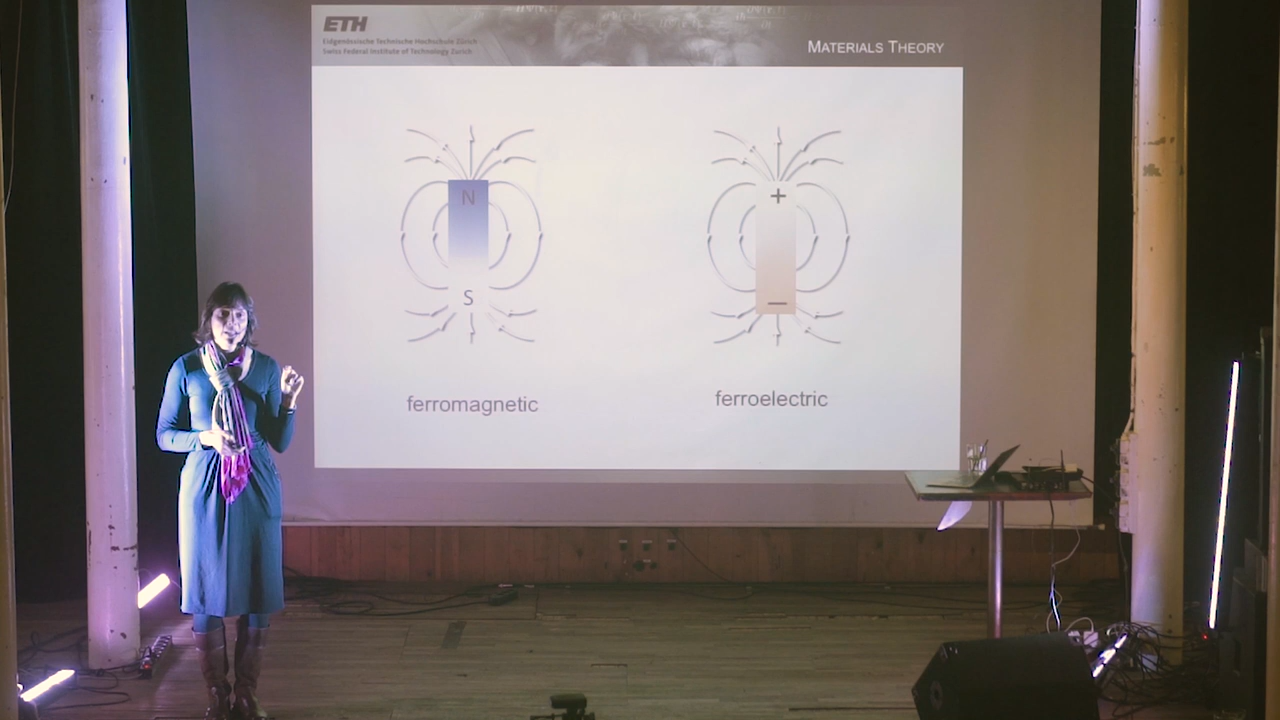 ETH
Eidgenössische Technische Hochschule Zürich
Swiss Federal Institute of Technology Zurich
MATERIALS THEORY
N
S
ferromagnetic
+
–
ferroelectric